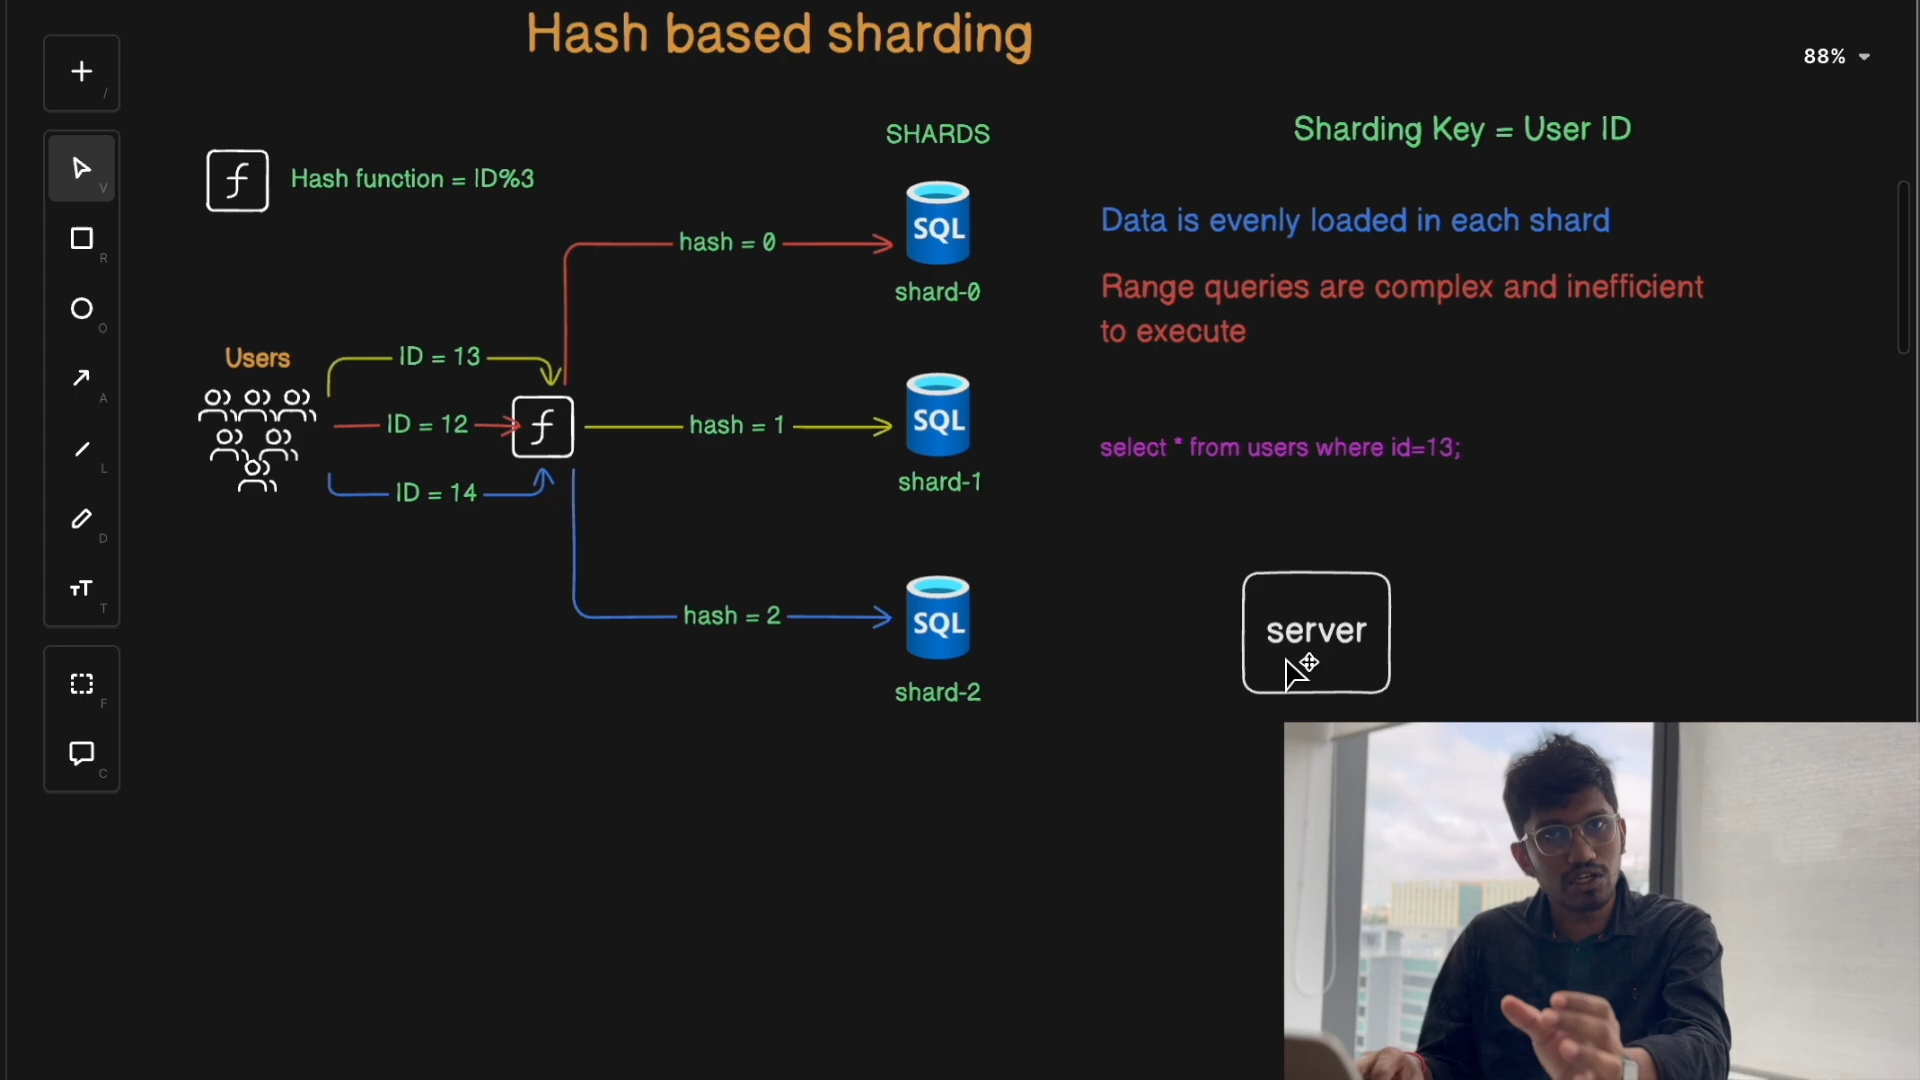 Hash based sharding
88%
/
V
R
O
A
L
D
TT
T
F
C
f
Hash function = ID%3
SHARDS
Sharding Key = User ID
SQL
hash = 0
shard-0
Data is evenly loaded in each shard
Range queries are complex and inefficient
to execute
Users
ID = 13
ID = 12
ID = 14
f
hash = 1
SQL
shard-1
select * from users where id=13;
hash = 2
SQL
shard-2
server